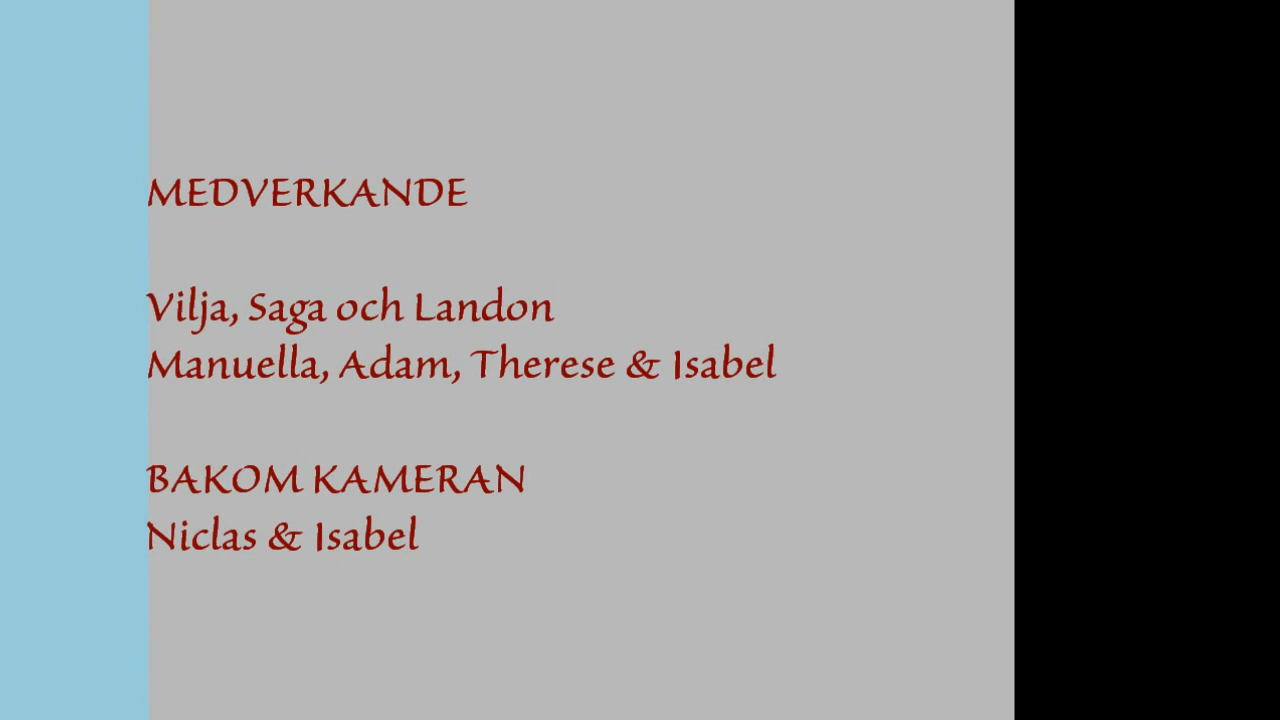 MEDVERKANDE
Vilja, Saga och Landon
Manuella, Adam, Therese & Isabel
BAKOM KAMERAN
Niclas & Isabel